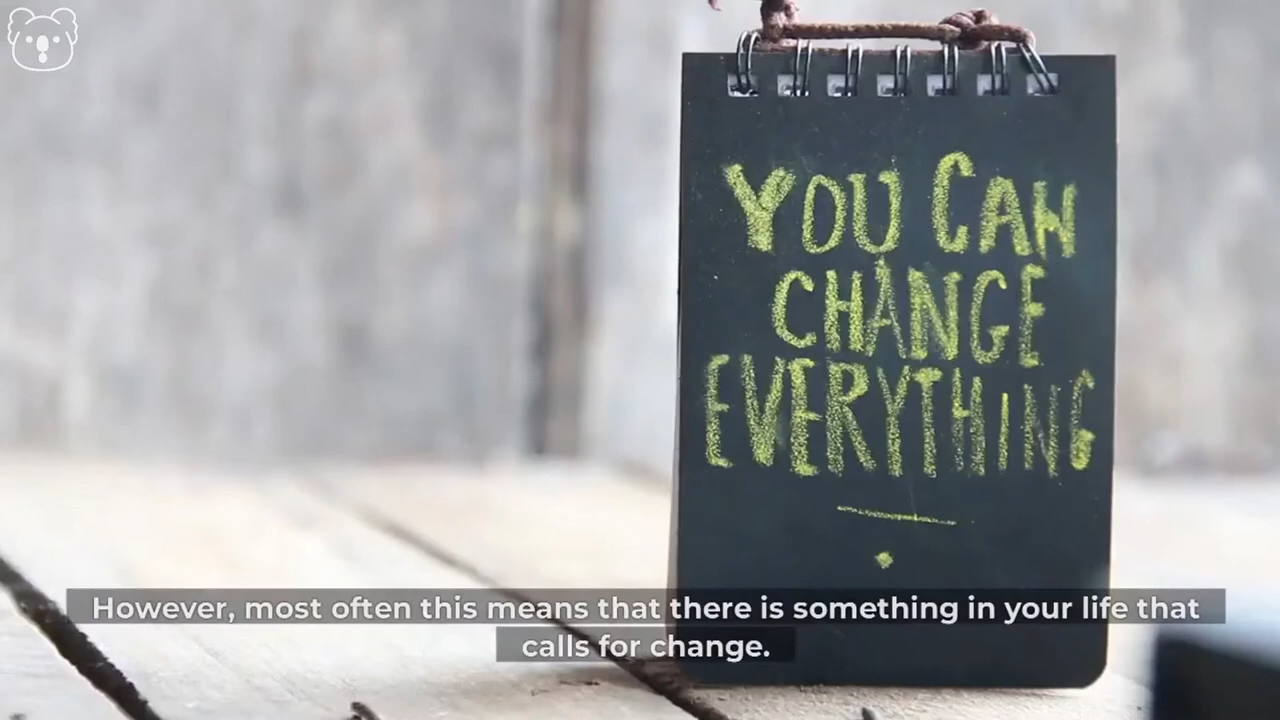 YOU CAN
CHANGE
EVERYTHING
However, most often this means that there is something in your life that
calls for change.